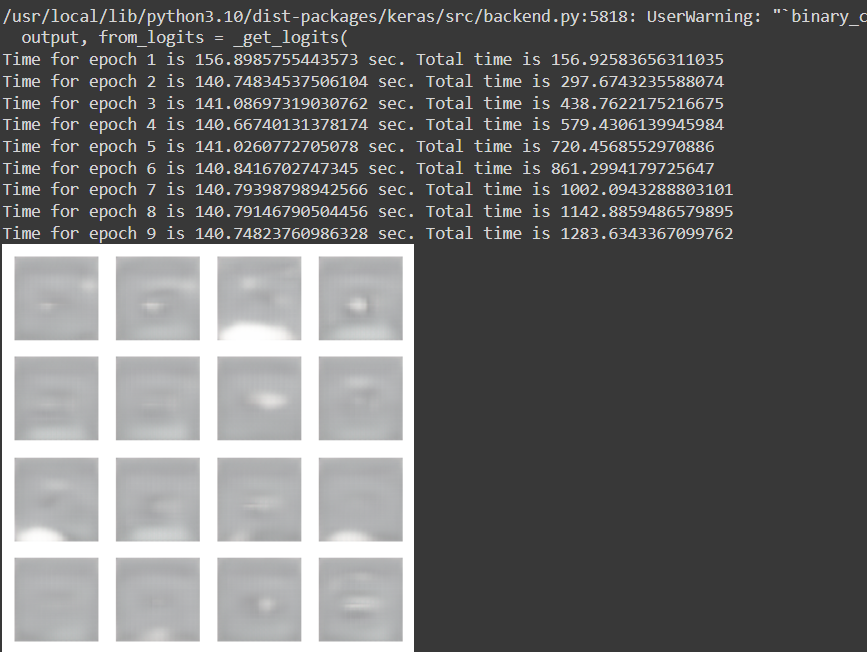 /usr/local/lib/python3.10/dist-packages/keras/src/backend.py:5818: UserWarning: "`binary_c
output, from_logits = _get_logits(
Time for epoch 1 is 156.8985755443573 sec. Total time is 156.92583656311035
Time for epoch 2 is 140.74834537506104 sec. Total time is 297.6743235588074
Time for epoch 3 is 141.08697319030762 sec. Total time is 438.7622175216675
Time for epoch 4 is 140.66740131378174 sec. Total time is 579.4306139945984
Time for epoch 5 is 141.0260772705078 sec. Total time is 720.4568552970886
Time for epoch 6 is 140.8416702747345 sec. Total time is 861.2994179725647
Time for epoch 7 is 140.79398798942566 sec. Total time is 1002.0943288803101
Time for epoch 8 is 140.79146790504456 sec. Total time is 1142.8859486579895
Time for epoch 9 is 140.74823760986328 sec. Total time is 1283.6343367099762